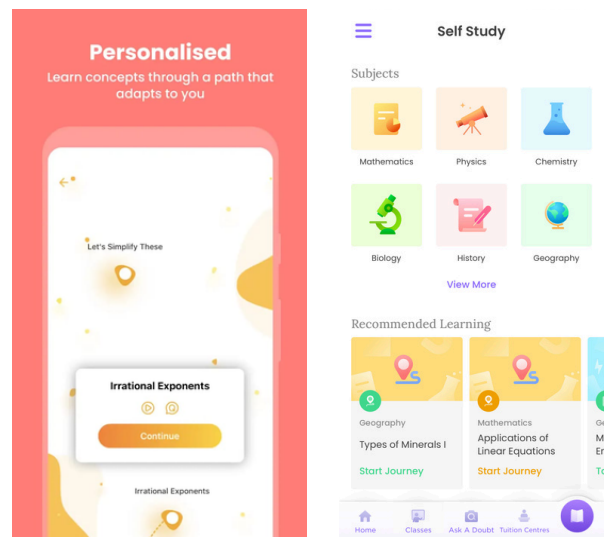 Personalised
Learn concepts through a path that
adapts to you
Let's Simplify These
Irrational Exponents
Continue
Irrational Exponents
Self Study
Subjects
Mathematics
Physics
Chemistry
Biology
History
Geography
View More
Recommended Learning
Geography
Types of Minerals I
Start Journey
Mathematics
Applications of
Linear Equations
Start Journey
Home
Classes
Ask A Doubt
Tuition Centres